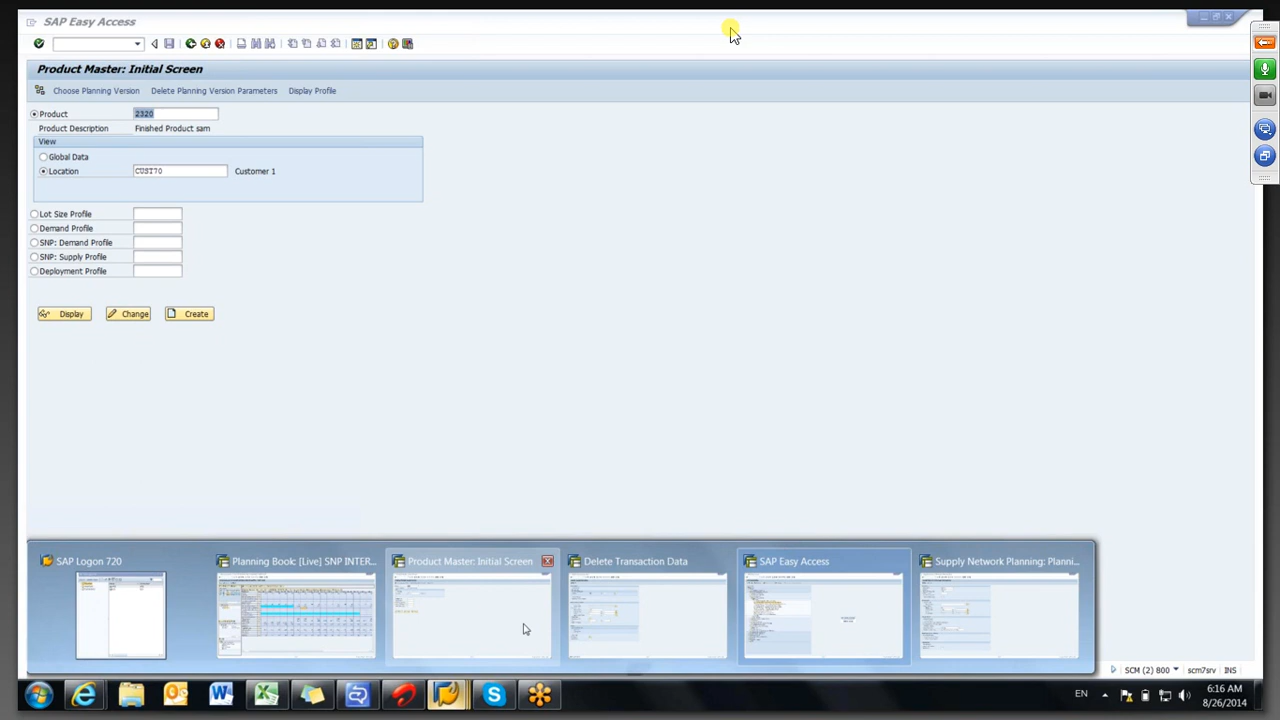 SAP Easy Access
Product Master: Initial Screen
Choose Planning Version Delete Planning Version Parameters Display Profile
Product 2320
Product Description Finished Product sam
View
Global Data
Location CUST70 Customer 1
Lot Size Profile
Demand Profile
SNP: Demand Profile
SNP: Supply Profile
Deployment Profile
Display Change Create
SAP Logon 720 Planning Book: [Live] SNP INTER... Product Master: Initial Screen Delete Transaction Data SAP Easy Access Supply Network Planning: Planni...
SCM (2) 800 scm7srv INS
EN 6:16 AM
8/26/2014